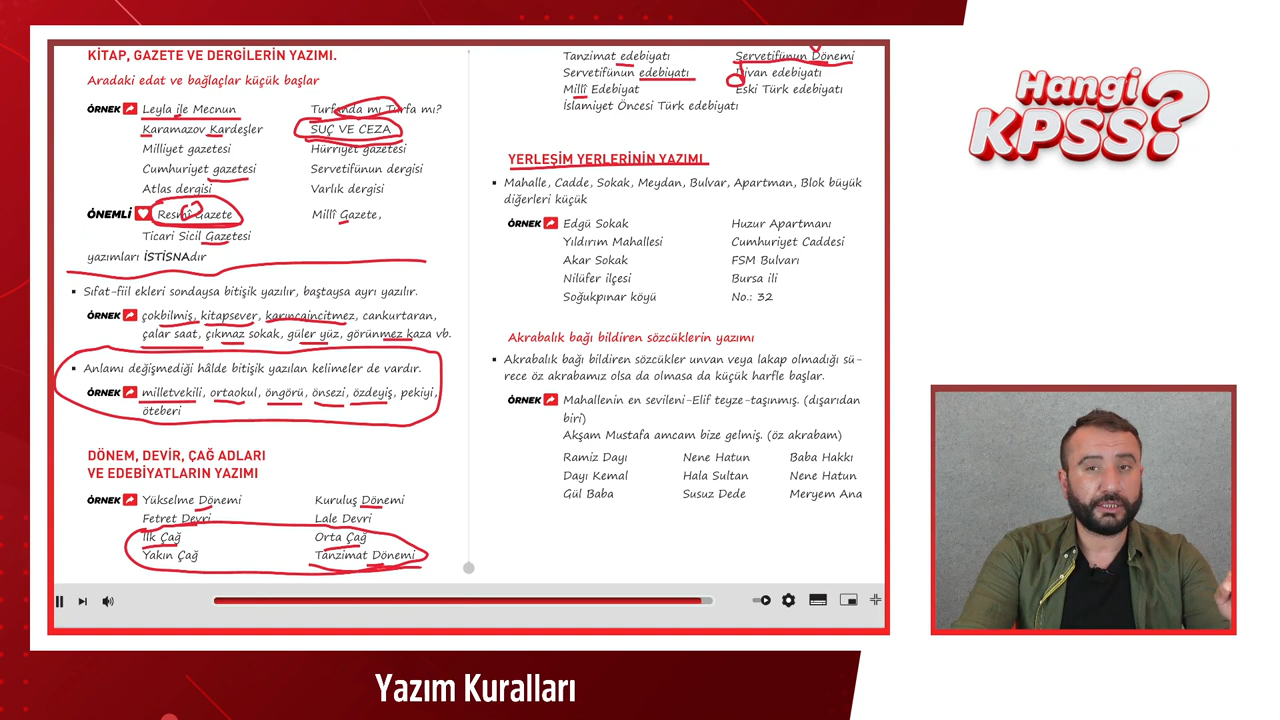 KİTAP, GAZETE VE DERGİLERİN YAZIMI.
Aradaki edat ve bağlaçlar küçük başlar
ÖRNEK Leyla ile Mecnun Turfanda mı Turfa mı?
Karamazov Kardeşler SUÇ VE CEZA
Milliyet gazetesi Hürriyet gazetesi
Cumhuriyet gazetesi Servetifünun dergisi
Atlas dergisi Varlık dergisi
ÖNEMLİ Resmî Gazete Millî Gazete,
Ticari Sicil Gazetesi
yazımları İSTİSNAdır
▪ Sıfat-fiil ekleri sondaysa bitişik yazılır, baştaysa ayrı yazılır.
ÖRNEK çokbilmiş, kitapsever, karıncaincitmez, cankurtaran,
çalar saat, çıkmaz sokak, güler yüz, görünmez kaza vb.
▪ Anlamı değişmediği hâlde bitişik yazılan kelimeler de vardır.
ÖRNEK milletvekili, ortaokul, öngörü, önsezi, özdeyiş, pekiyi,
öteberi
DÖNEM, DEVİR, ÇAĞ ADLARI
VE EDEBİYATLARIN YAZIMI
ÖRNEK Yükselme Dönemi Kuruluş Dönemi
Fetret Devri Lale Devri
İlk Çağ Orta Çağ
Yakın Çağ Tanzimat Dönemi
Tanzimat edebiyatı Servetifünun Dönemi
Servetifünun edebiyatı Divan edebiyatı
Millî Edebiyat Eski Türk edebiyatı
İslamiyet Öncesi Türk edebiyatı
YERLEŞİM YERLERİNİN YAZIMI
▪ Mahalle, Cadde, Sokak, Meydan, Bulvar, Apartman, Blok büyük
diğerleri küçük
ÖRNEK Edgü Sokak Huzur Apartmanı
Yıldırım Mahallesi Cumhuriyet Caddesi
Akar Sokak FSM Bulvarı
Nilüfer ilçesi Bursa ili
Soğukpınar köyü No.: 32
Akrabalık bağı bildiren sözcüklerin yazımı
▪ Akrabalık bağı bildiren sözcükler unvan veya lakap olmadığı sü-
rece öz akrabamız olsa da olmasa da küçük harfle başlar.
ÖRNEK Mahallenin en sevileni-Elif teyze-taşınmış. (dışarıdan
biri)
Akşam Mustafa amcam bize gelmiş. (öz akrabam)
Ramiz Dayı Nene Hatun Baba Hakkı
Dayı Kemal Hala Sultan Nene Hatun
Gül Baba Susuz Dede Meryem Ana
Hangi
KPSS?
Yazım Kuralları